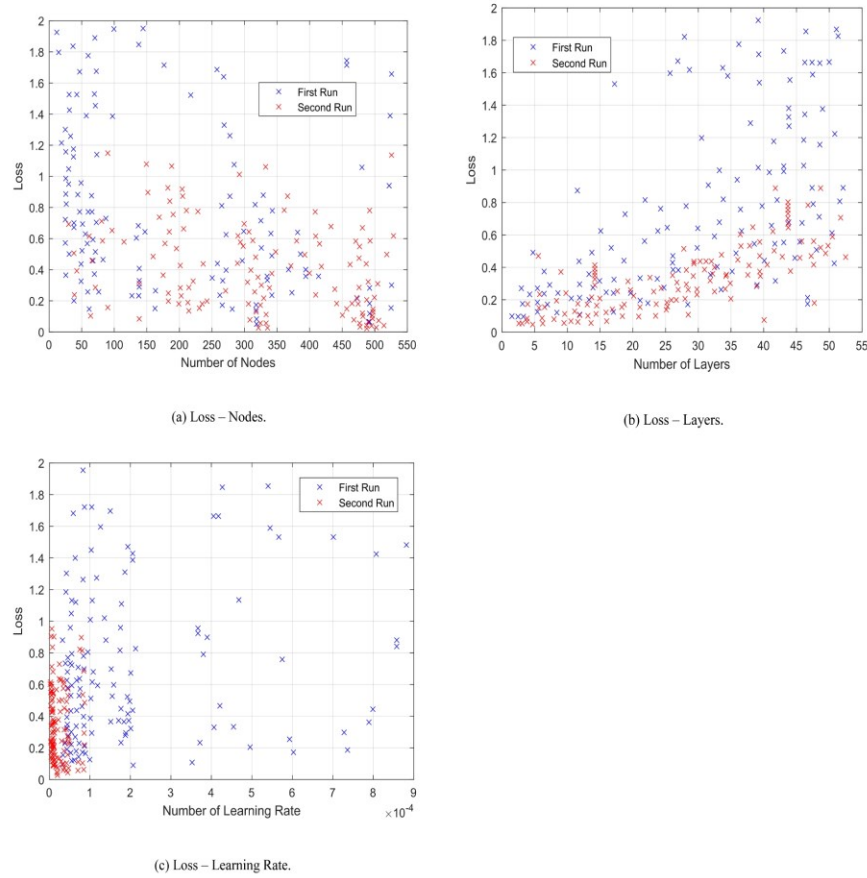 2
1.8
1.6
1.4
1.2
1
0.8
0.6
0.4
0.2
0
Loss
First Run
Second Run
0 50 100 150 200 250 300 350 400 450 500 550
Number of Nodes
(a) Loss – Nodes.
2
1.8
1.6
1.4
1.2
1
0.8
0.6
0.4
0.2
0
Loss
First Run
Second Run
0 5 10 15 20 25 30 35 40 45 50 55
Number of Layers
(b) Loss – Layers.
2
1.8
1.6
1.4
1.2
1
0.8
0.6
0.4
0.2
0
Loss
First Run
Second Run
0 1 2 3 4 5 6 7 8 9
Number of Learning Rate
×10⁻⁴
(c) Loss – Learning Rate.